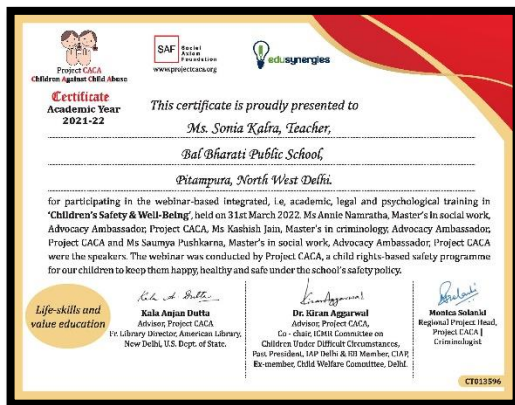 Project CACA
Children Against Child Abuse
SAF Social Axiom Foundation
www.projectcaca.org
edusynergies
Certificate
Academic Year
2021-22
This certificate is proudly presented to
Ms. Sonia Kalra, Teacher,
Bal Bharati Public School,
Pitampura, North West Delhi.
for participating in the webinar-based integrated, i.e, academic, legal and psychological training in
'Children's Safety & Well-Being', held on 31st March 2022. Ms Annie Namratha, Master's in social work,
Advocacy Ambassador, Project CACA, Ms Kashish Jain, Master's in criminology, Advocacy Ambassador,
Project CACA and Ms Saumya Pushkarna, Master's in social work, Advocacy Ambassador, Project CACA
were the speakers. The webinar was conducted by Project CACA, a child rights-based safety programme
for our children to keep them happy, healthy and safe under the school's safety policy.
Life-skills and
value education
Kala Anjan Dutta
Advisor, Project CACA
Fr. Library Director, American Library,
New Delhi, U.S. Dept. of State.
Dr. Kiran Aggarwal
Advisor, Project CACA,
Co - chair, ICMR Committee on
Children Under Difficult Circumstances,
Past President, IAP Delhi & EB Member, CIAP,
Ex-member, Child Welfare Committee, Delhi.
Monica Solanki
Regional Project Head,
Project CACA |
Criminologist
CT013596